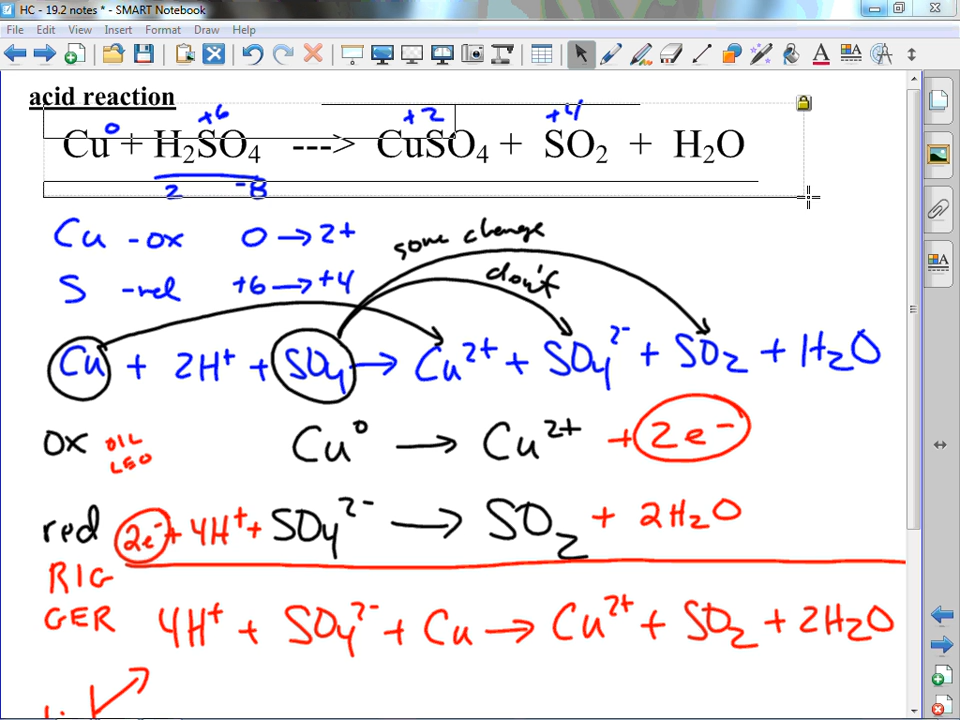 HC - 19.2 notes * - SMART Notebook
File Edit View Insert Format Draw Help
acid reaction
0 +6 +2 +4
Cu + H₂SO₄ ---> CuSO₄ + SO₂ + H₂O
2 -8
Cu - ox 0 → 2+
some change
S - red +6 → +4
don't
Cu + 2H⁺ + SO₄ → Cu²⁺ + SO₄²⁻ + SO₂ + H₂O
ox OIL LEO Cu⁰ → Cu²⁺ + 2e⁻
red 2e⁻ + 4H⁺ + SO₄²⁻ → SO₂ + 2H₂O
RIG
GER 4H⁺ + SO₄²⁻ + Cu → Cu²⁺ + SO₂ + 2H₂O